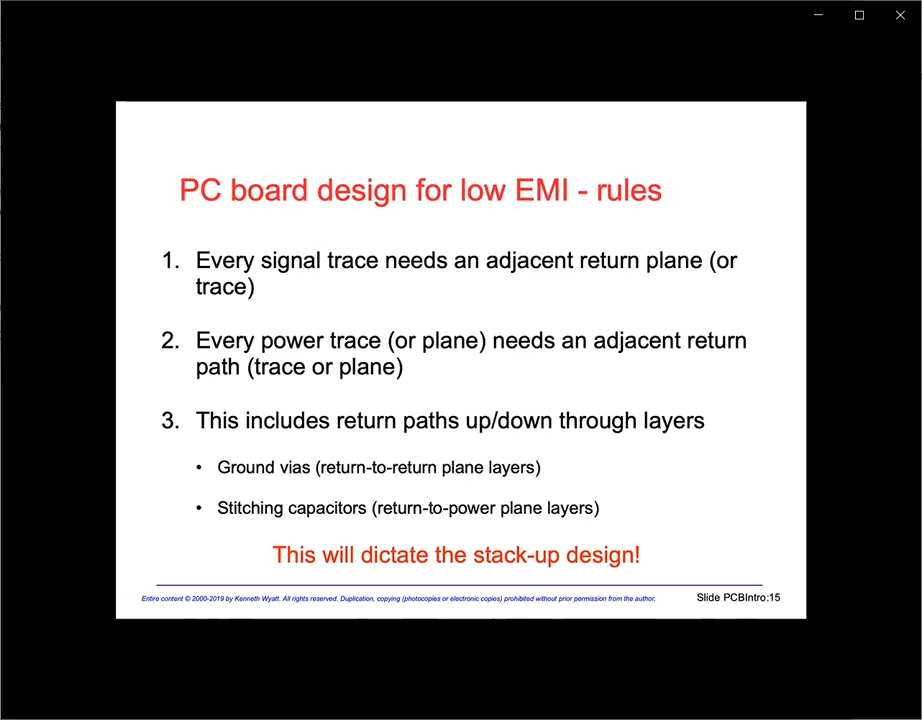 PC board design for low EMI - rules
1. Every signal trace needs an adjacent return plane (or
trace)
2. Every power trace (or plane) needs an adjacent return
path (trace or plane)
3. This includes return paths up/down through layers
• Ground vias (return-to-return plane layers)
• Stitching capacitors (return-to-power plane layers)
This will dictate the stack-up design!
Entire content © 2000-2019 by Kenneth Wyatt. All rights reserved. Duplication, copying (photocopies or electronic copies) prohibited without prior permission from the author.
Slide PCBIntro:15